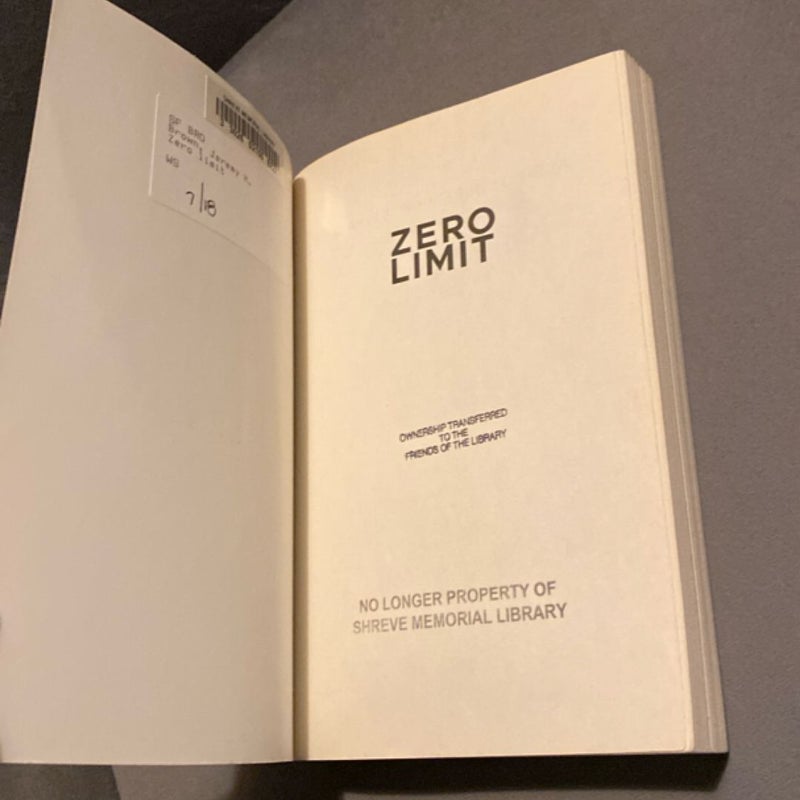 SF BRO
Brown, Jeremy K.
Zero limit
WS
7/18
ZERO
LIMIT
OWNERSHIP TRANSFERRED
TO THE
FRIENDS OF THE LIBRARY
NO LONGER PROPERTY OF
SHREVE MEMORIAL LIBRARY